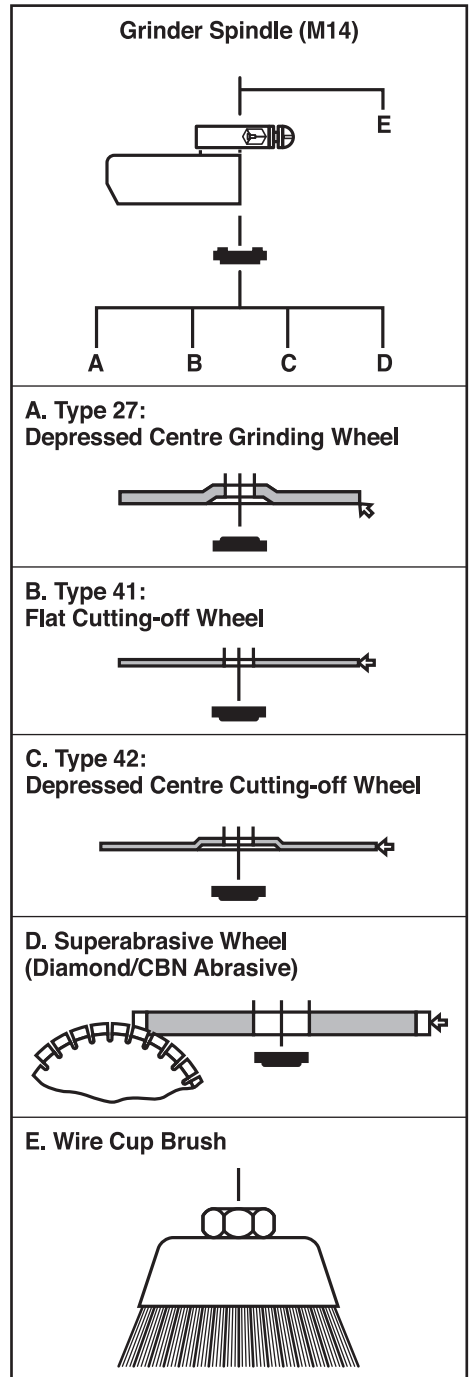 Grinder Spindle (M14)
E
A B C D
A. Type 27:
Depressed Centre Grinding Wheel
B. Type 41:
Flat Cutting-off Wheel
C. Type 42:
Depressed Centre Cutting-off Wheel
D. Superabrasive Wheel
(Diamond/CBN Abrasive)
E. Wire Cup Brush